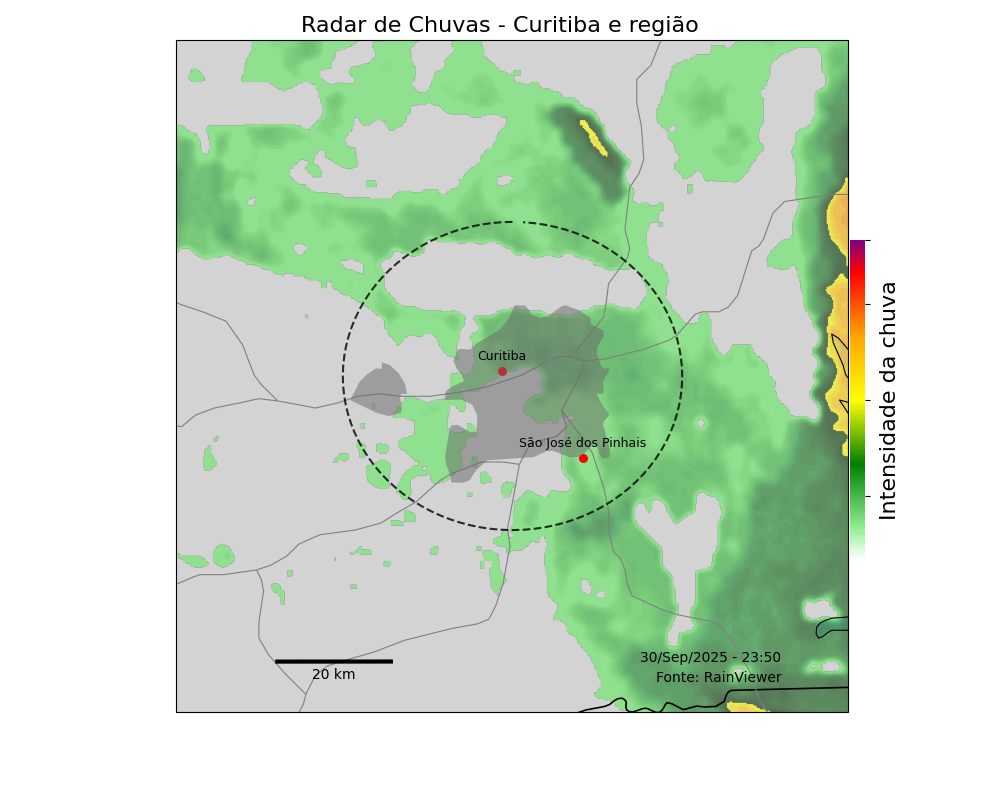 Radar de Chuvas - Curitiba e região
Curitiba
São José dos Pinhais
Intensidade da chuva
30/Sep/2025 - 23:50
Fonte: RainViewer
20 km